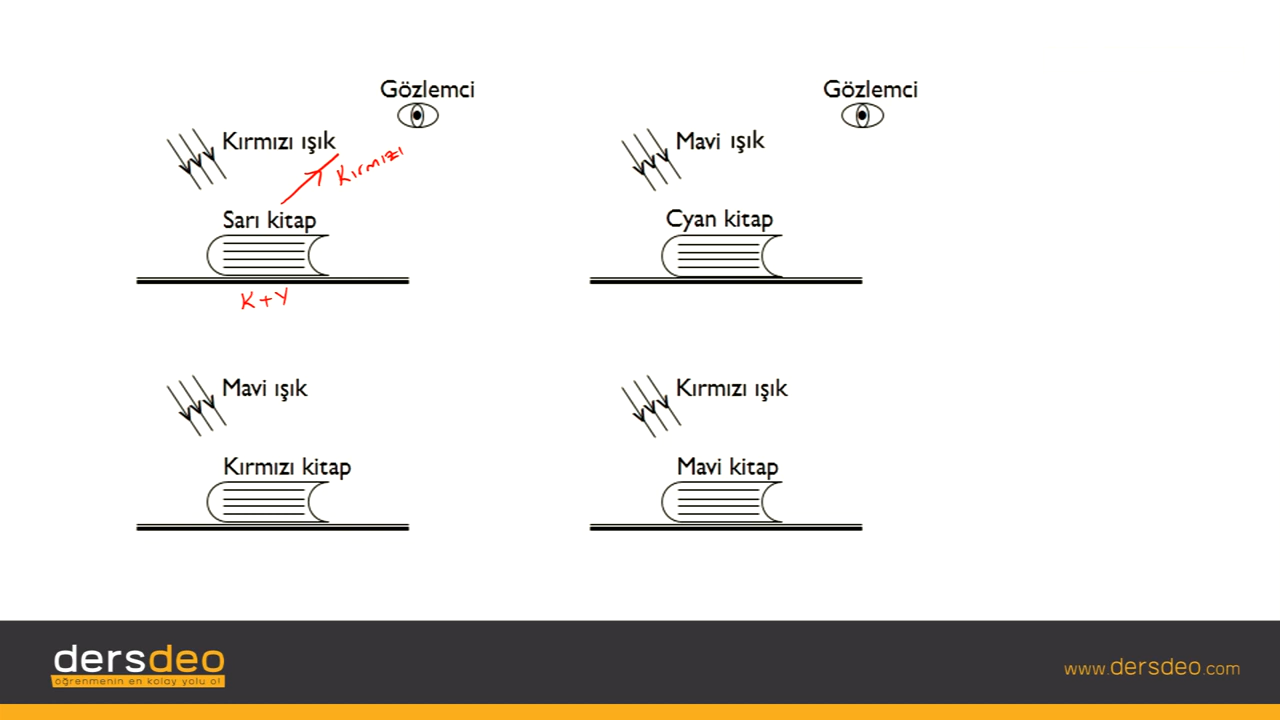 Gözlemci
Kırmızı ışık
Kırmızı
Sarı kitap
K+Y
Gözlemci
Mavi ışık
Cyan kitap
Mavi ışık
Kırmızı kitap
Kırmızı ışık
Mavi kitap
dersdeo
öğrenmenin en kolay yolu o!
www.dersdeo.com